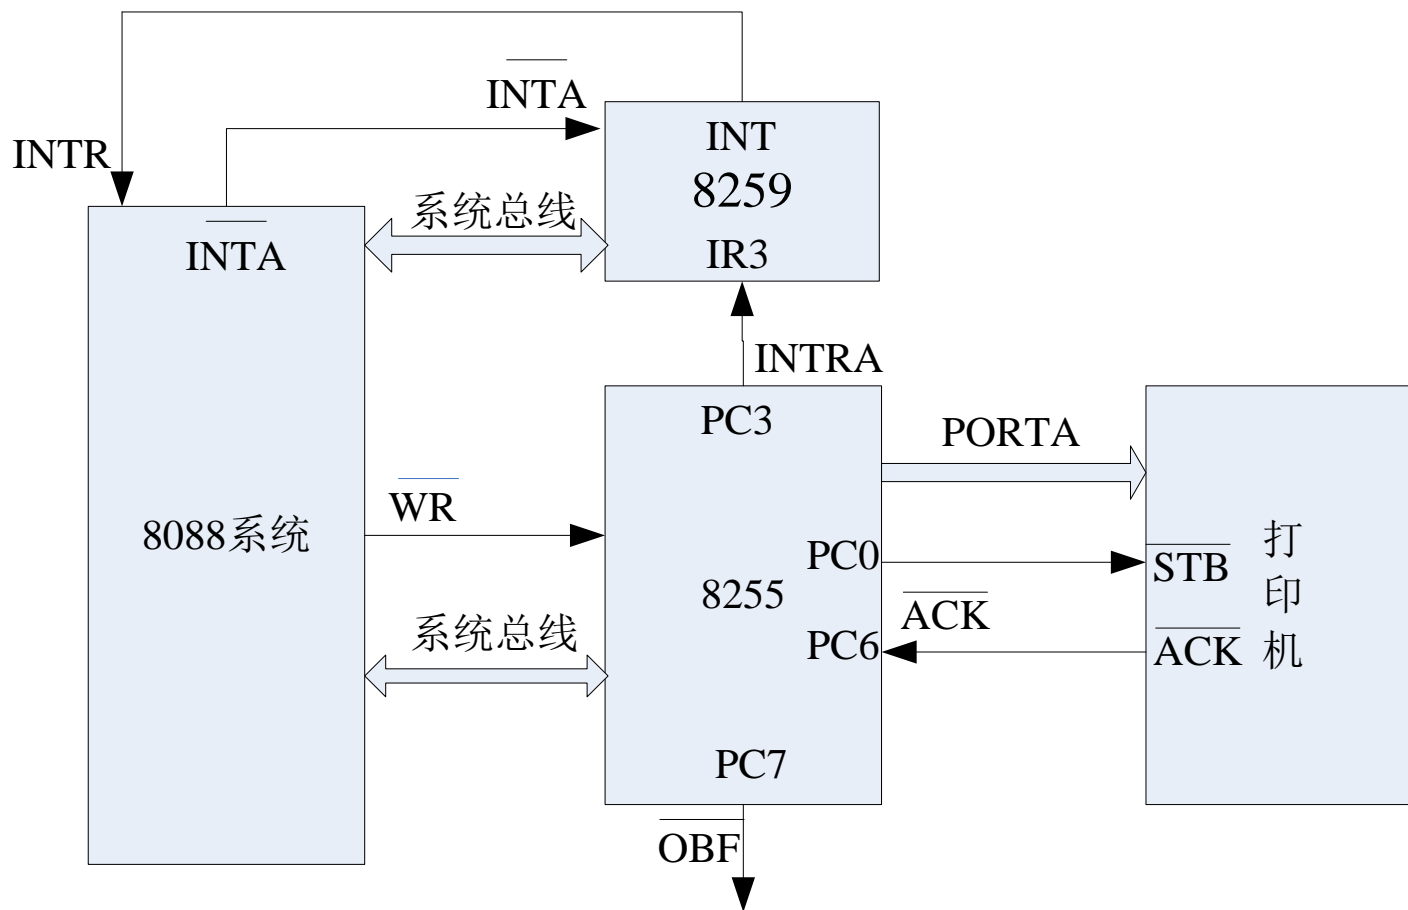 INTA
INT
INTR
8259
系统总线
INTA
IR3
INTRA
PC3
PORTA
WR
8088系统
打
印
机
PC0
STB
8255
ACK
系统总线
PC6
ACK
PC7
OBF